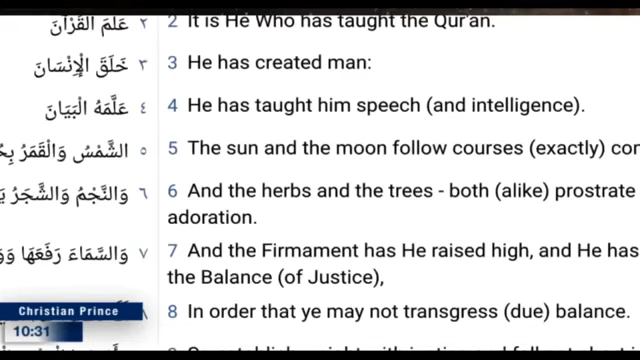 عَلَّمَ الْقُرْآنَ ٢
2 It is He Who has taught the Qur'an.
خَلَقَ الْإِنْسَانَ ٣
3 He has created man:
عَلَّمَهُ الْبَيَانَ ٤
4 He has taught him speech (and intelligence).
الشَّمْسُ وَالْقَمَرُ ٥
5 The sun and the moon follow courses (exactly)
وَالنَّجْمُ وَالشَّجَرُ ٦
6 And the herbs and the trees - both (alike) prostrate
adoration.
وَالسَّمَاءَ رَفَعَهَا ٧
7 And the Firmament has He raised high, and He has
the Balance (of Justice),
8 In order that ye may not transgress (due) balance.
Christian Prince
10:31